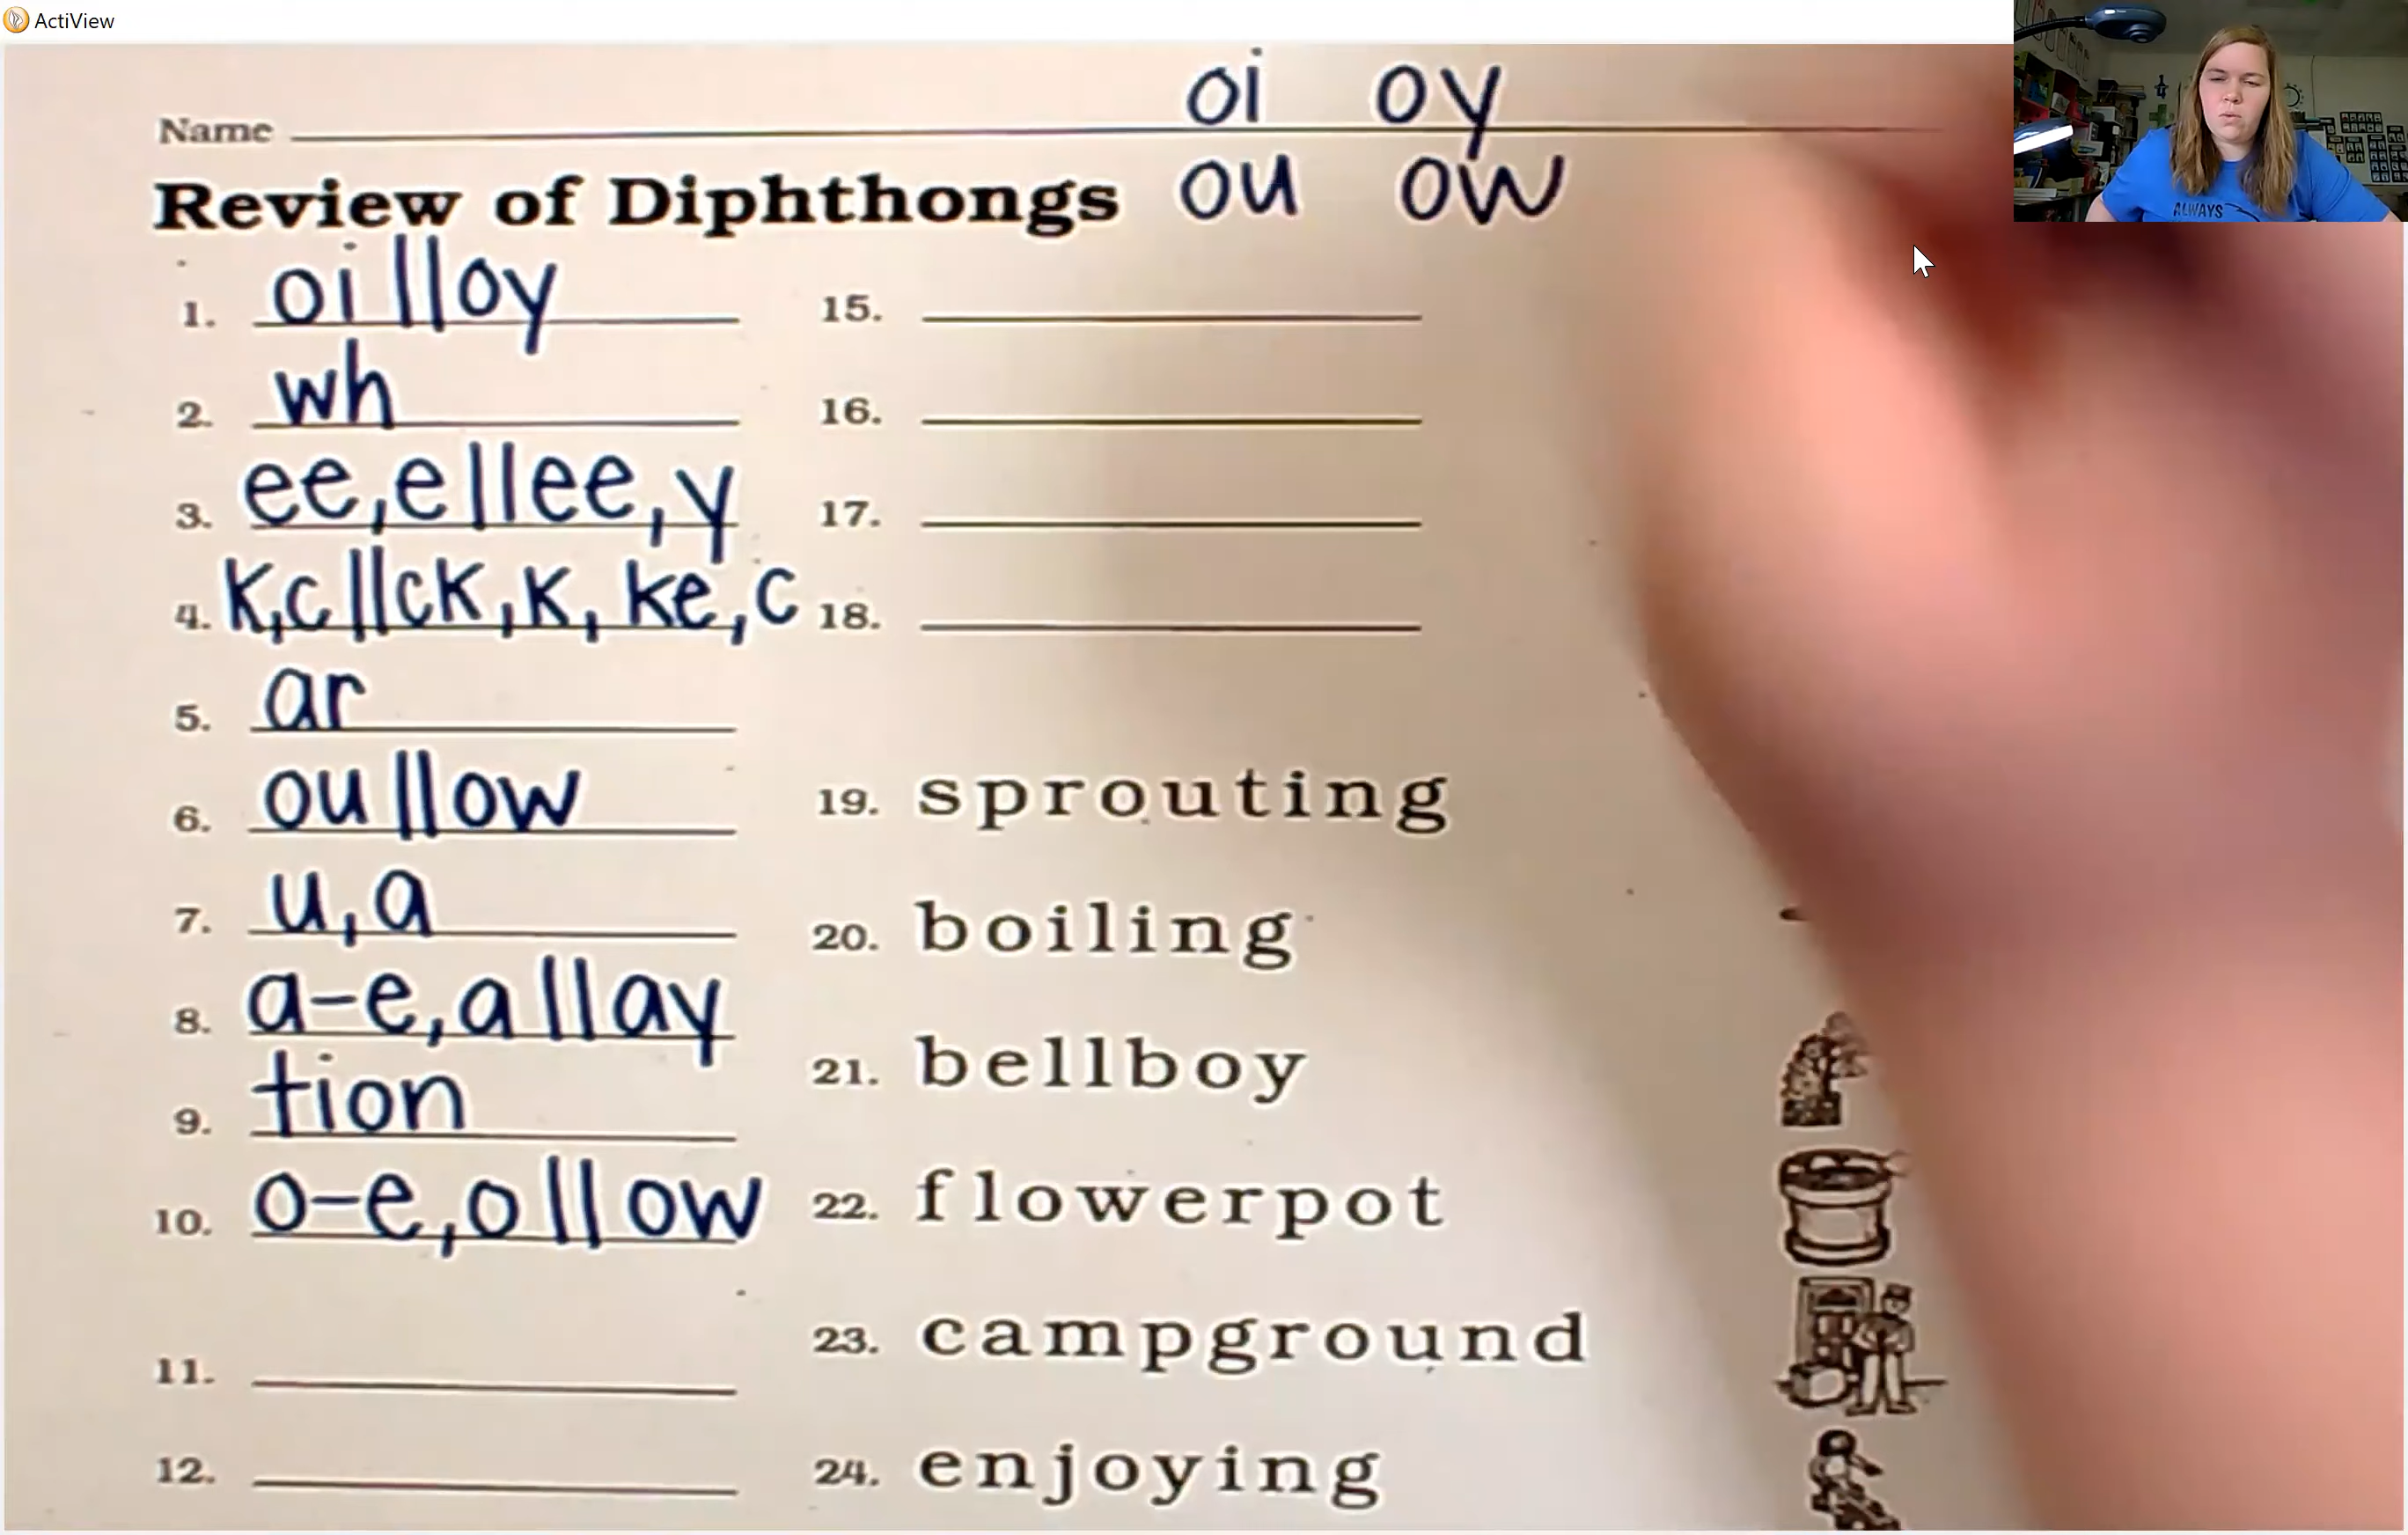 ActiView
oi oy
Name
Review of Diphthongs ou ow
1. oi || oy
2. wh
3. ee, e || ee, y
4. k, c || ck, k, ke, c
5. ar
6. ou || ow
7. u, a
8. a-e, a || ay
9. tion
10. o-e, o || ow
11.
12.
15.
16.
17.
18.
19. sprouting
20. boiling
21. bellboy
22. flowerpot
23. campground
24. enjoying
ALWAYS